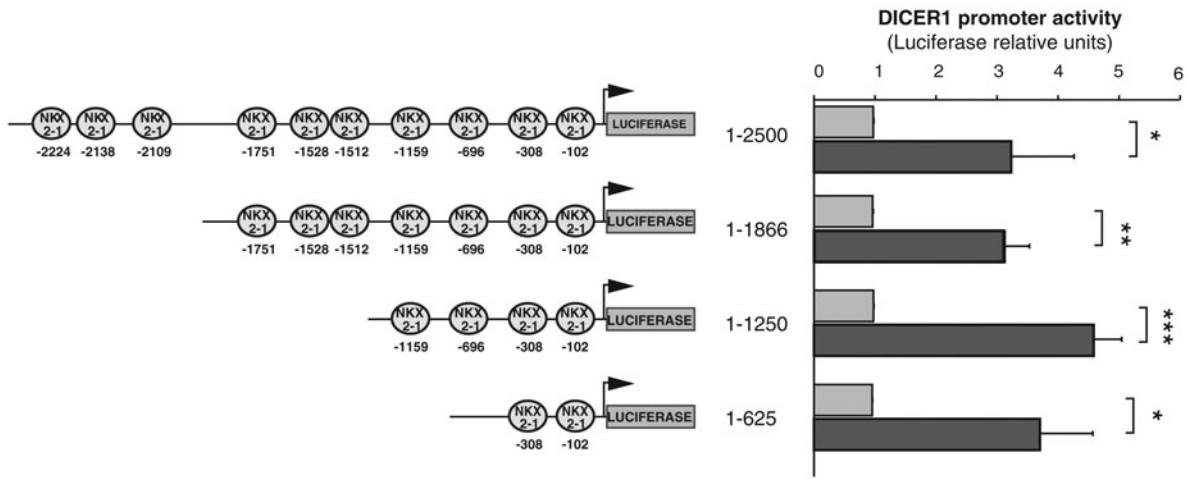 DICER1 promoter activity
(Luciferase relative units)
0 1 2 3 4 5 6
NKX 2-1 NKX 2-1 NKX 2-1 NKX 2-1 NKX 2-1 NKX 2-1 NKX 2-1 NKX 2-1 NKX 2-1 NKX 2-1 LUCIFERASE
-2224 -2138 -2109 -1751 -1528 -1512 -1159 -696 -308 -102
1-2500
*
NKX 2-1 NKX 2-1 NKX 2-1 NKX 2-1 NKX 2-1 NKX 2-1 NKX 2-1 LUCIFERASE
-1751 -1528 -1512 -1159 -696 -308 -102
1-1866
**
NKX 2-1 NKX 2-1 NKX 2-1 NKX 2-1 LUCIFERASE
-1159 -696 -308 -102
1-1250
***
NKX 2-1 NKX 2-1 LUCIFERASE
-308 -102
1-625
*